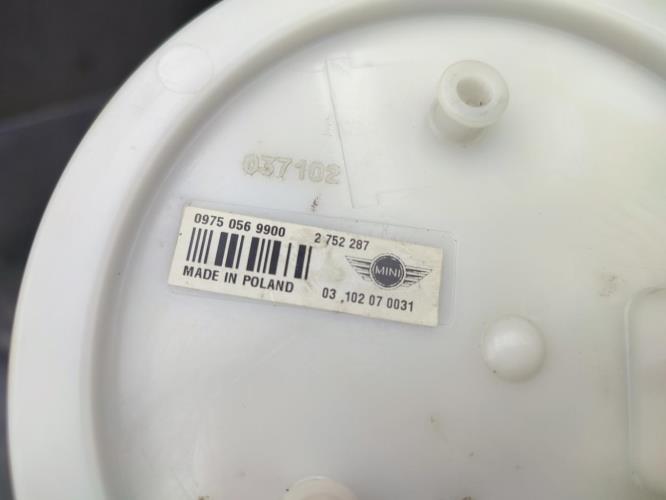 037102
0975 056 9900 2 752 287
MINI
MADE IN POLAND 03 .102 07 0031